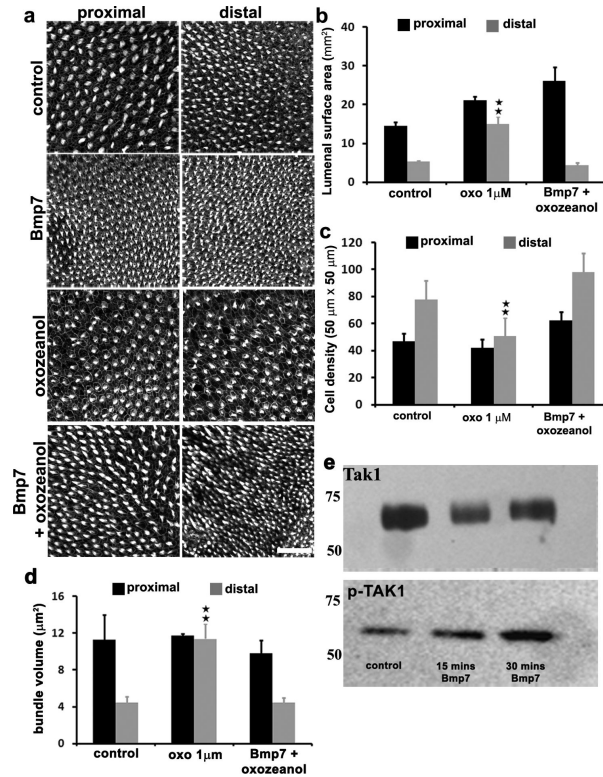 a
proximal
distal
control
Bmp7
oxozeanol
Bmp7
+ oxozeanol
b
proximal
distal
Lumenal surface area (mm²)
40
30
20
10
0
control
oxo 1µM
Bmp7 +
oxozeanol
★★
c
proximal
distal
Cell density (50 µm x 50 µm)
120
100
80
60
40
20
0
control
oxo 1 µM
Bmp7 +
oxozeanol
★★
d
proximal
distal
bundle volume (µm²)
16
12
8
4
0
control
oxo 1µm
Bmp7 +
oxozeanol
★★
e
Tak1
75
50
p-TAK1
75
50
control
15 mins
Bmp7
30 mins
Bmp7